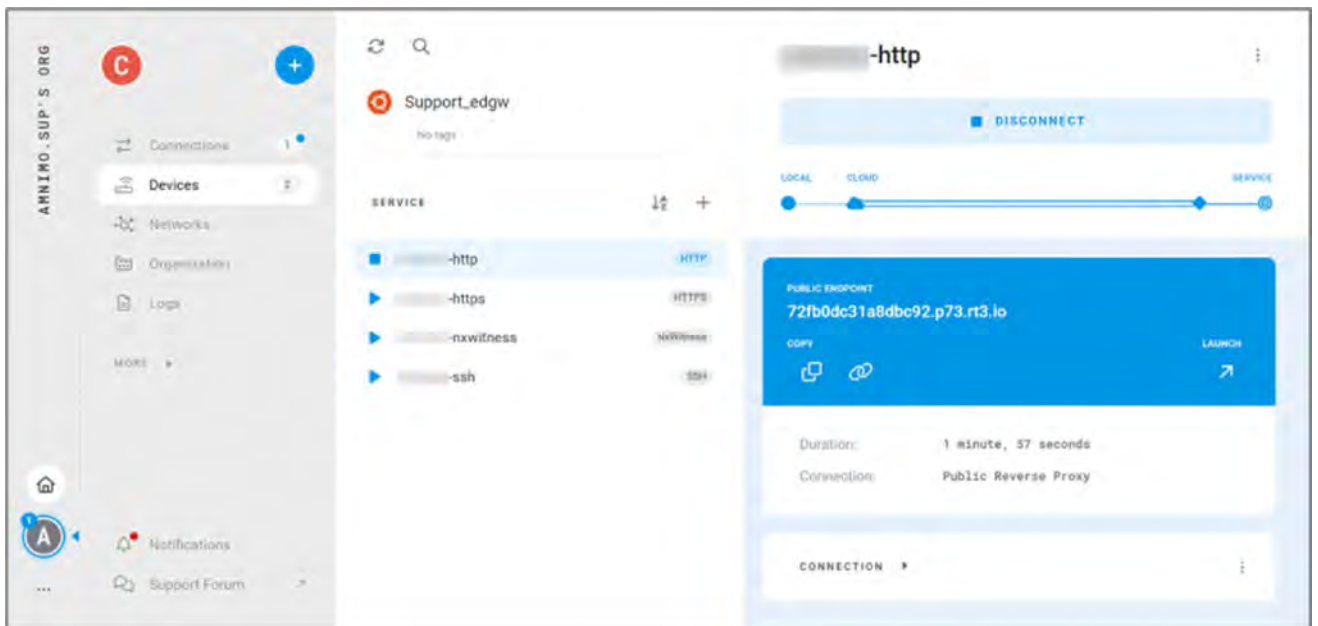 AMNIMO.SUP'S ORG
C
+
Connections 1
Devices
Networks
Organization
Logs
MORE
A
1
Notifications
Support Forum
...
Support_edgw
No tags
SERVICE
-http HTTP
-https HTTPS
-nxwitness NxWitness
-ssh SSH
-http
DISCONNECT
LOCAL CLOUD SERVICE
PUBLIC ENDPOINT
72fb0dc31a8dbc92.p73.rt3.io
COPY LAUNCH
Duration: 1 minute, 57 seconds
Connection: Public Reverse Proxy
CONNECTION